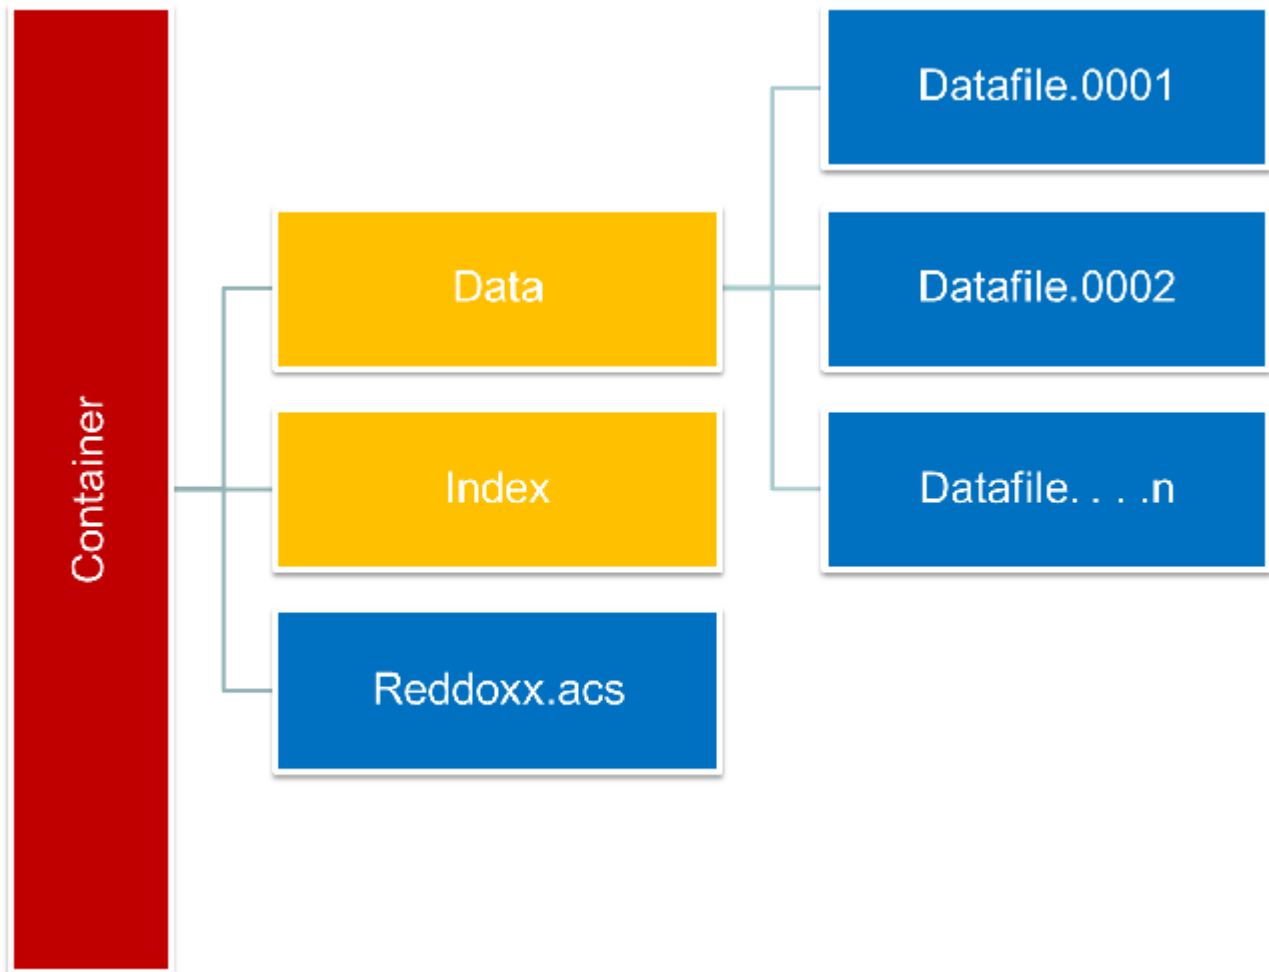 Container
Data
Index
Reddoxx.acs
Datafile.0001
Datafile.0002
Datafile. . . .n